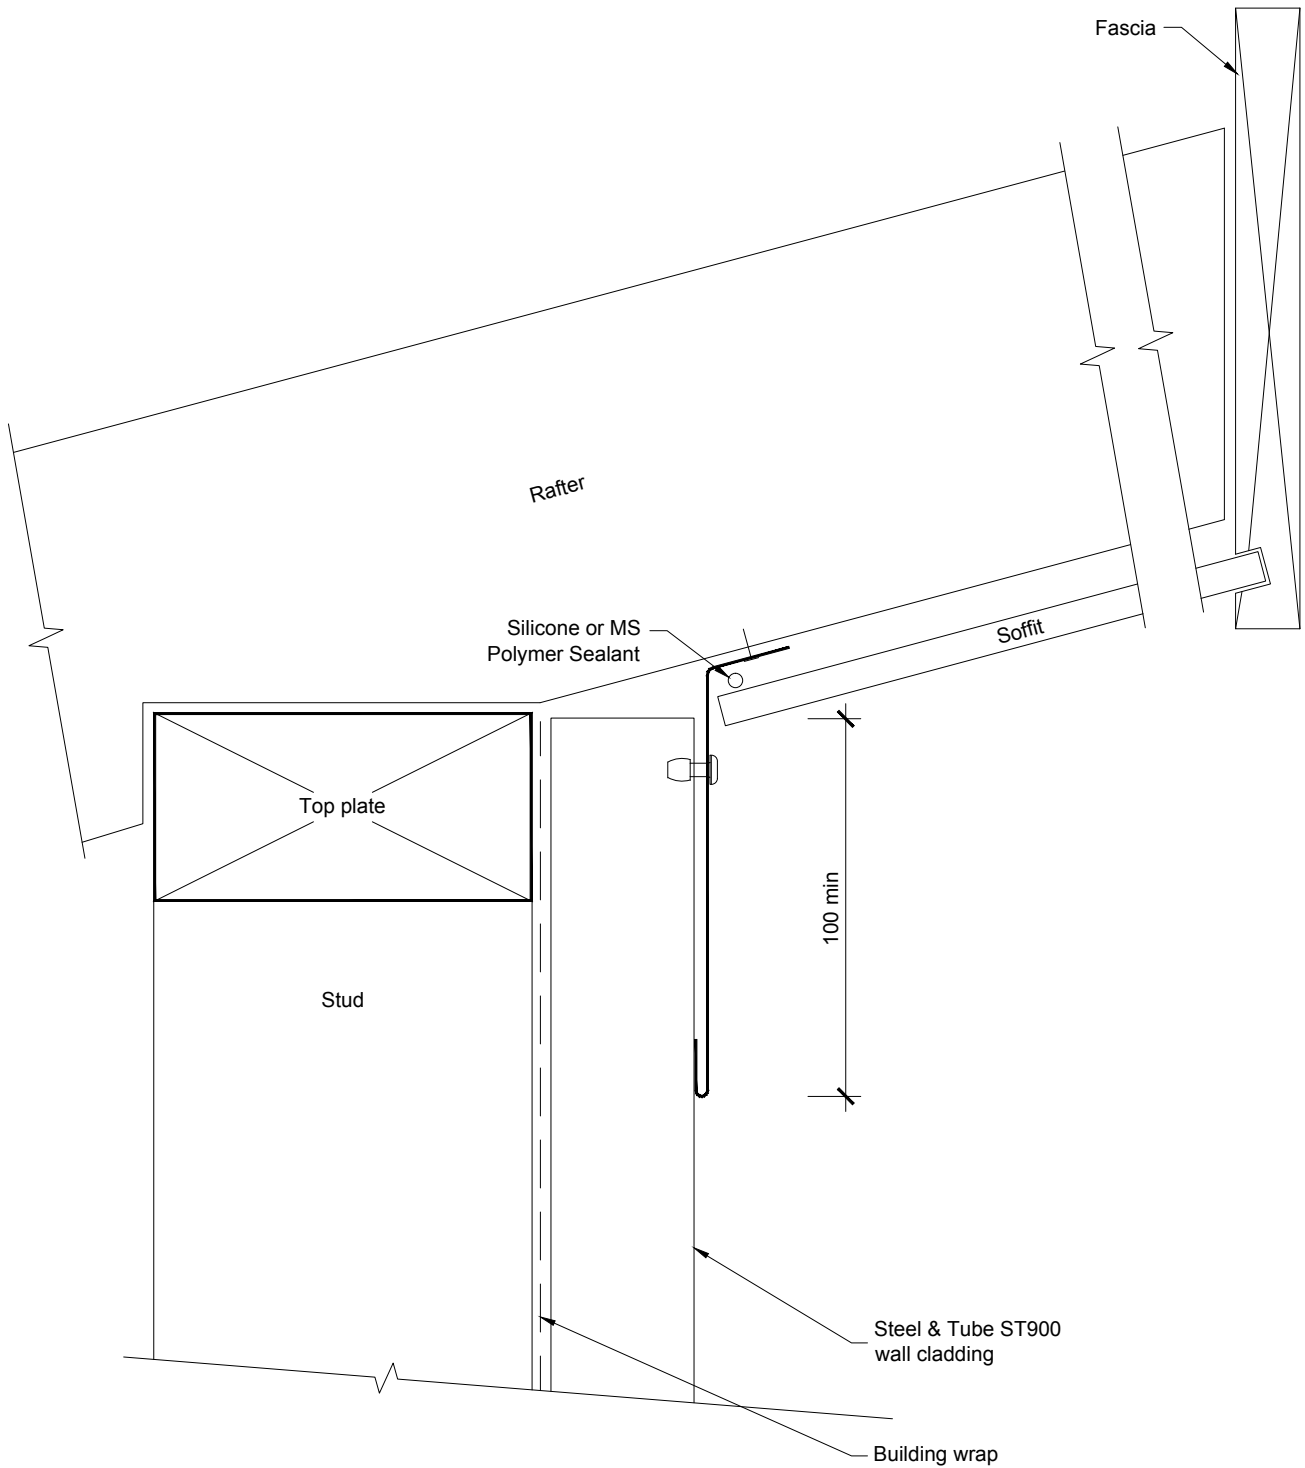 Fascia
Rafter
Silicone or MS
Polymer Sealant
Soffit
Top plate
100 min
Stud
Steel & Tube ST900
wall cladding
Building wrap